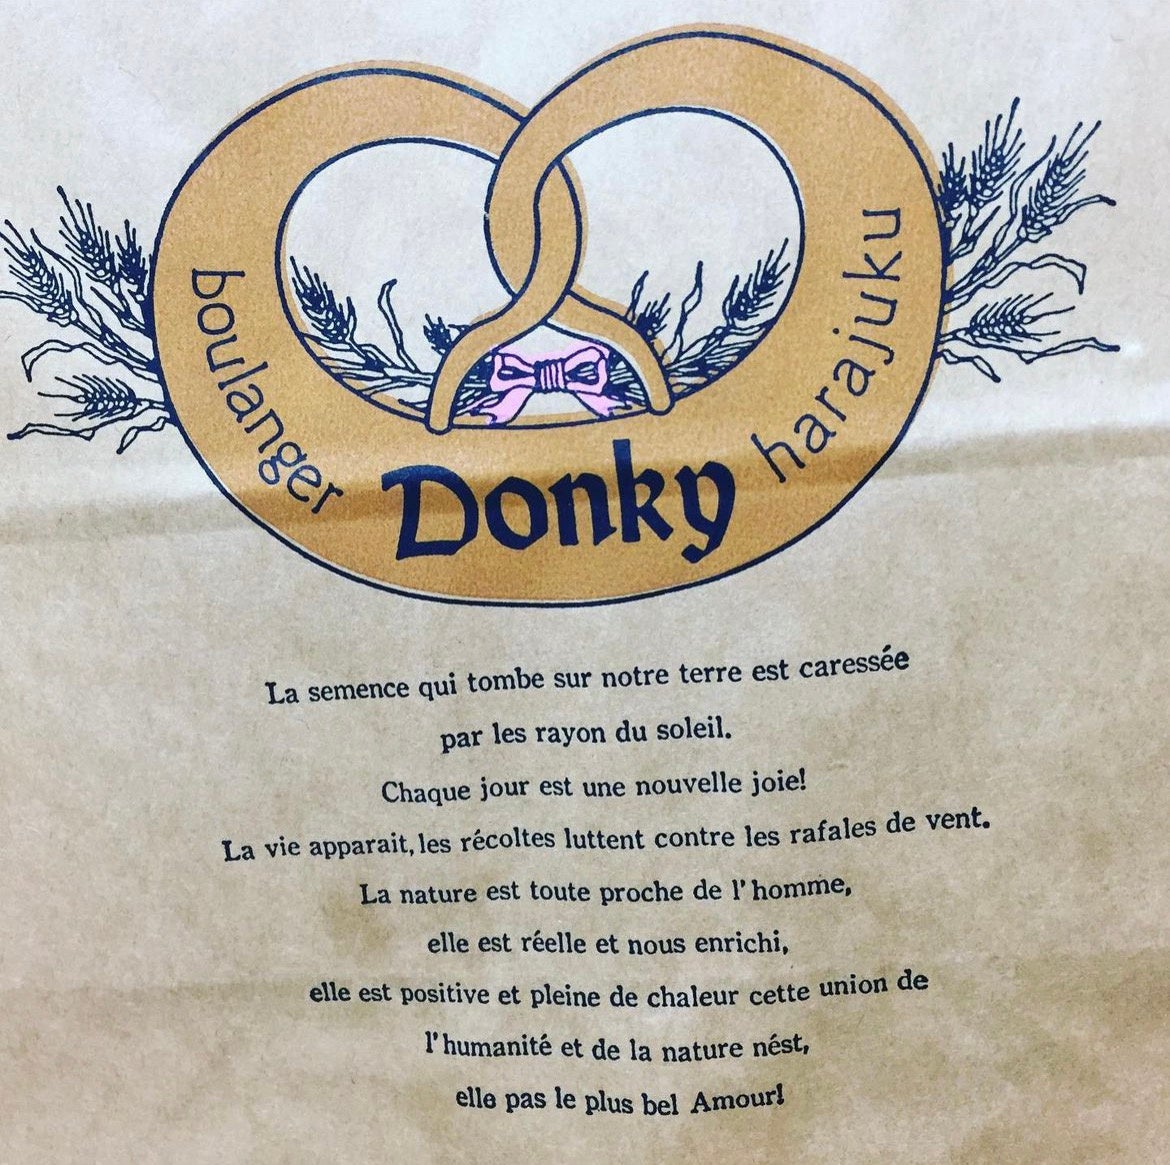 boulanger
Donky
harajuku
La semence qui tombe sur notre terre est caressée
par les rayon du soleil.
Chaque jour est une nouvelle joie!
La vie apparait, les récoltes luttent contre les rafales de vent.
La nature est toute proche de l'homme,
elle est réelle et nous enrichi,
elle est positive et pleine de chaleur cette union de
l'humanité et de la nature nést,
elle pas le plus bel Amour!